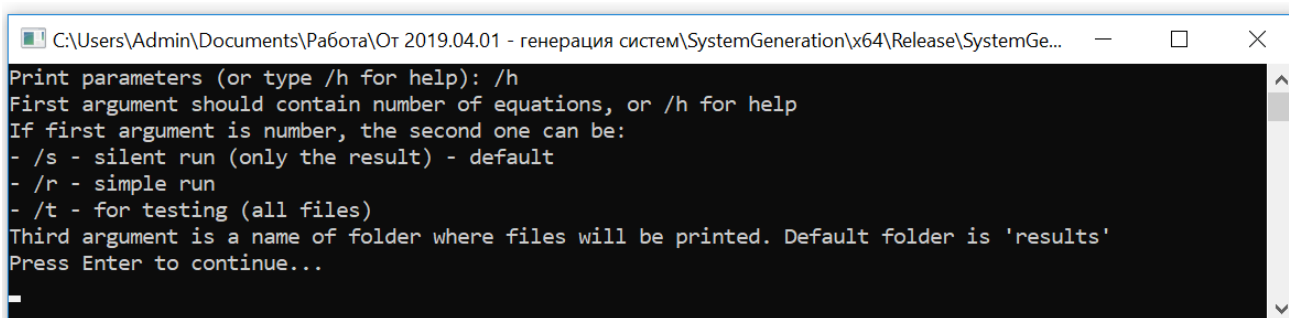 C:\Users\Admin\Documents\Работа\От 2019.04.01 - генерация систем\SystemGeneration\x64\Release\SystemGe...
Print parameters (or type /h for help): /h
First argument should contain number of equations, or /h for help
If first argument is number, the second one can be:
- /s - silent run (only the result) - default
- /r - simple run
- /t - for testing (all files)
Third argument is a name of folder where files will be printed. Default folder is 'results'
Press Enter to continue...